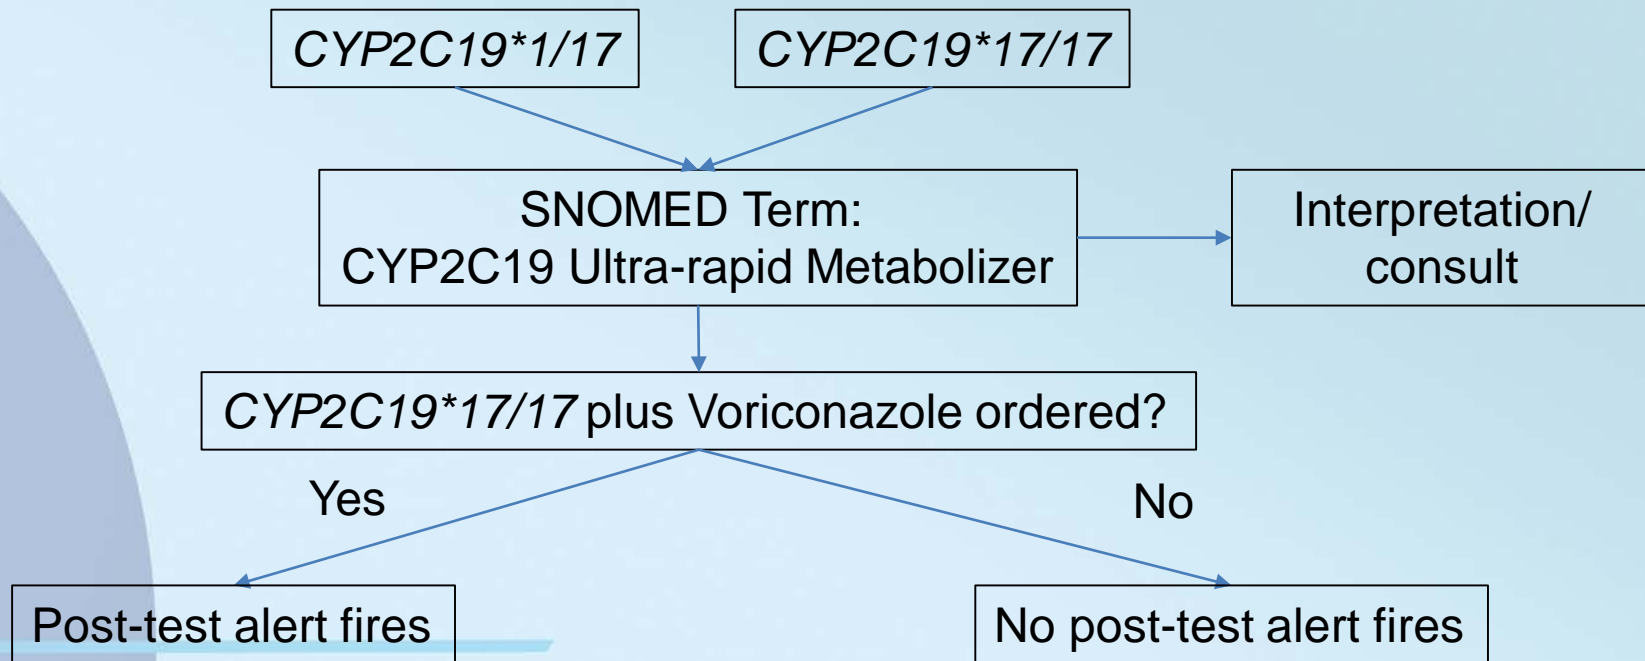 CYP2C19*1/17
CYP2C19*17/17
SNOMED Term:
CYP2C19 Ultra-rapid Metabolizer
Interpretation/
consult
CYP2C19*17/17 plus Voriconazole ordered?
Yes
No
Post-test alert fires
No post-test alert fires